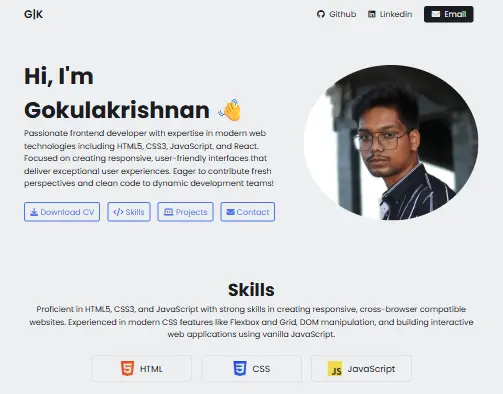 G|K
Github
Linkedin
Email
Hi, I'm
Gokulakrishnan 👋
Passionate frontend developer with expertise in modern web
technologies including HTML5, CSS3, JavaScript, and React.
Focused on creating responsive, user-friendly interfaces that
deliver exceptional user experiences. Eager to contribute fresh
perspectives and clean code to dynamic development teams!
Download CV
Skills
Projects
Contact
Skills
Proficient in HTML5, CSS3, and JavaScript with strong skills in creating responsive, cross-browser compatible
websites. Experienced in modern CSS features like Flexbox and Grid, DOM manipulation, and building interactive
web applications using vanilla JavaScript.
HTML
CSS
JS JavaScript